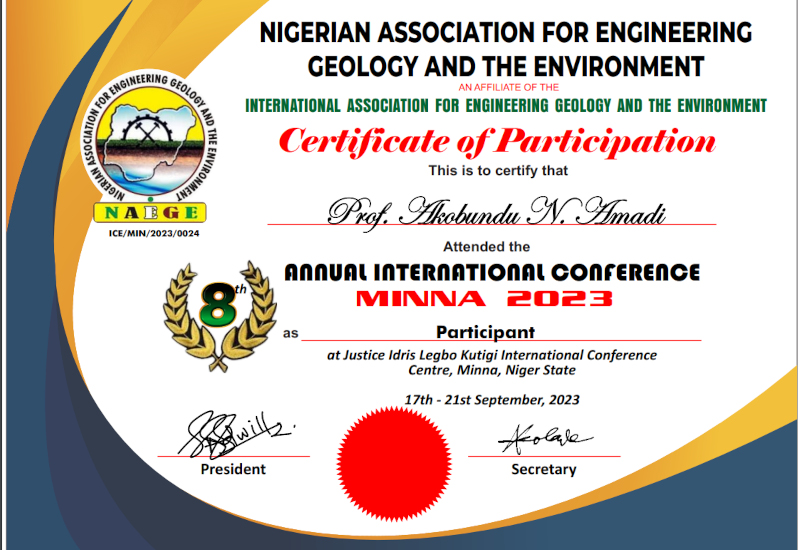 NIGERIAN ASSOCIATION FOR ENGINEERING
GEOLOGY AND THE ENVIRONMENT
AN AFFILIATE OF THE
INTERNATIONAL ASSOCIATION FOR ENGINEERING GEOLOGY AND THE ENVIRONMENT
Certificate of Participation
This is to certify that
NIGERIAN ASSOCIATION FOR ENGINEERING GEOLOGY AND THE ENVIRONMENT
NAEGE
ICE/MIN/2023/0024
Prof. Akobundu N. Amadi
Attended the
8th
ANNUAL INTERNATIONAL CONFERENCE
MINNA 2023
as Participant
at Justice Idris Legbo Kutigi International Conference
Centre, Minna, Niger State
17th - 21st September, 2023
President
Secretary